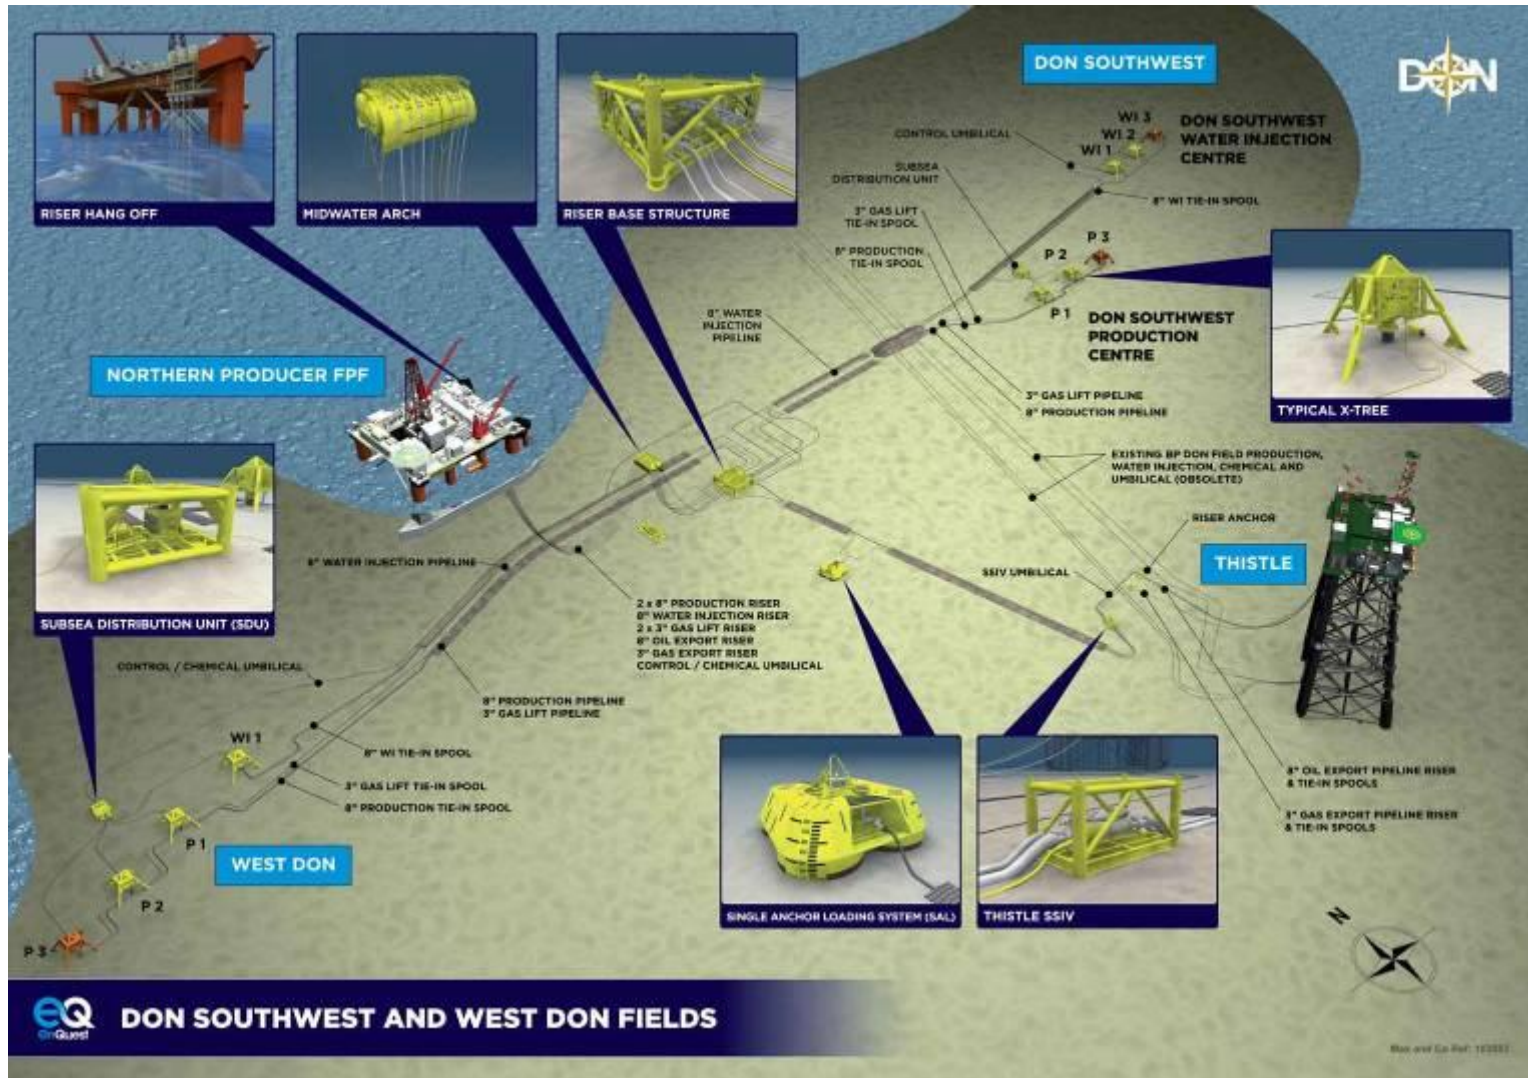 RISER HANG OFF
MIDWATER ARCH
RISER BASE STRUCTURE
DON SOUTHWEST
DON
CONTROL UMBILICAL
WI 3
WI 2
WI 1
DON SOUTHWEST
WATER INJECTION
CENTRE
SUBSEA
DISTRIBUTION UNIT
8" WI TIE-IN SPOOL
3" GAS LIFT
TIE-IN SPOOL
8" PRODUCTION
TIE-IN SPOOL
P 3
P 2
P 1
DON SOUTHWEST
PRODUCTION
CENTRE
TYPICAL X-TREE
8" WATER
INJECTION
PIPELINE
3" GAS LIFT PIPELINE
8" PRODUCTION PIPELINE
NORTHERN PRODUCER FPF
EXISTING BP DON FIELD PRODUCTION,
WATER INJECTION, CHEMICAL AND
UMBILICAL (OBSOLETE)
RISER ANCHOR
THISTLE
SSIV UMBILICAL
8" WATER INJECTION PIPELINE
SUBSEA DISTRIBUTION UNIT (SDU)
2 x 8" PRODUCTION RISER
8" WATER INJECTION RISER
2 x 3" GAS LIFT RISER
8" OIL EXPORT RISER
3" GAS EXPORT RISER
CONTROL / CHEMICAL UMBILICAL
CONTROL / CHEMICAL UMBILICAL
8" PRODUCTION PIPELINE
3" GAS LIFT PIPELINE
WI 1
8" WI TIE-IN SPOOL
3" GAS LIFT TIE-IN SPOOL
8" PRODUCTION TIE-IN SPOOL
8" OIL EXPORT PIPELINE RISER
& TIE-IN SPOOLS
3" GAS EXPORT PIPELINE RISER
& TIE-IN SPOOLS
P 1
WEST DON
P 2
P 3
SINGLE ANCHOR LOADING SYSTEM (SAL)
THISTLE SSIV
N
EQ
EnQuest
DON SOUTHWEST AND WEST DON FIELDS